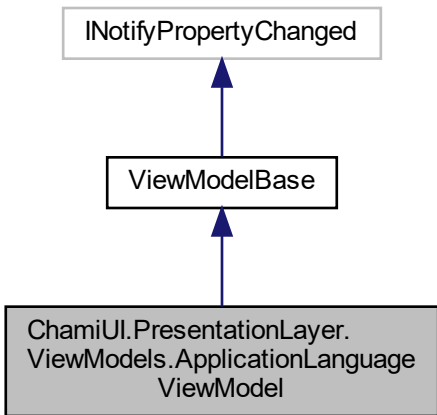 INotifyPropertyChanged
ViewModelBase
ChamiUI.PresentationLayer.
ViewModels.ApplicationLanguage
ViewModel